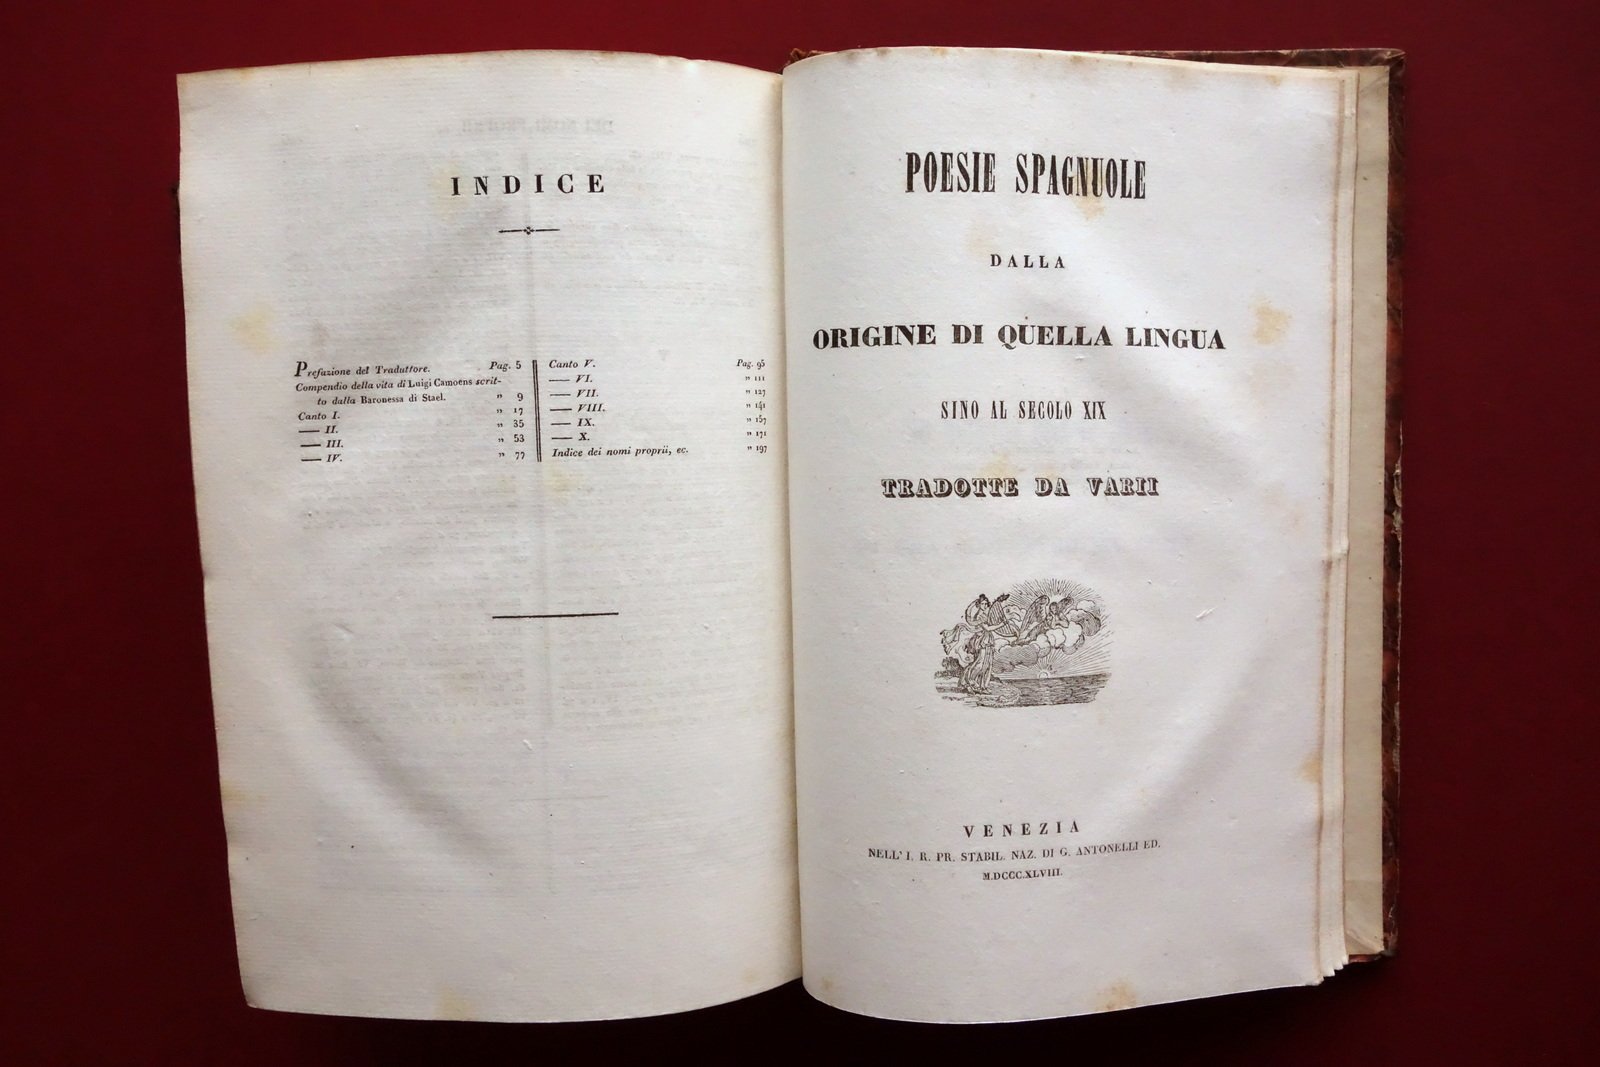 INDICE
Prefazione del Traduttore. Pag. 5
Compendio della vita di Luigi Camoens scrit-
to dalla Baronessa di Stael. " 9
Canto I. " 17
— II. " 35
— III. " 53
— IV. " 77
Canto V. Pag. 95
— VI. " 111
— VII. " 127
— VIII. " 141
— IX. " 157
— X. " 171
Indice dei nomi proprii, ec. " 197
POESIE SPAGNUOLE
DALLA
ORIGINE DI QUELLA LINGUA
SINO AL SECOLO XIX
TRADOTTE DA VARII
VENEZIA
NELL' I. R. PR. STABIL. NAZ. DI G. ANTONELLI ED.
M.DCCC.XLVIII.